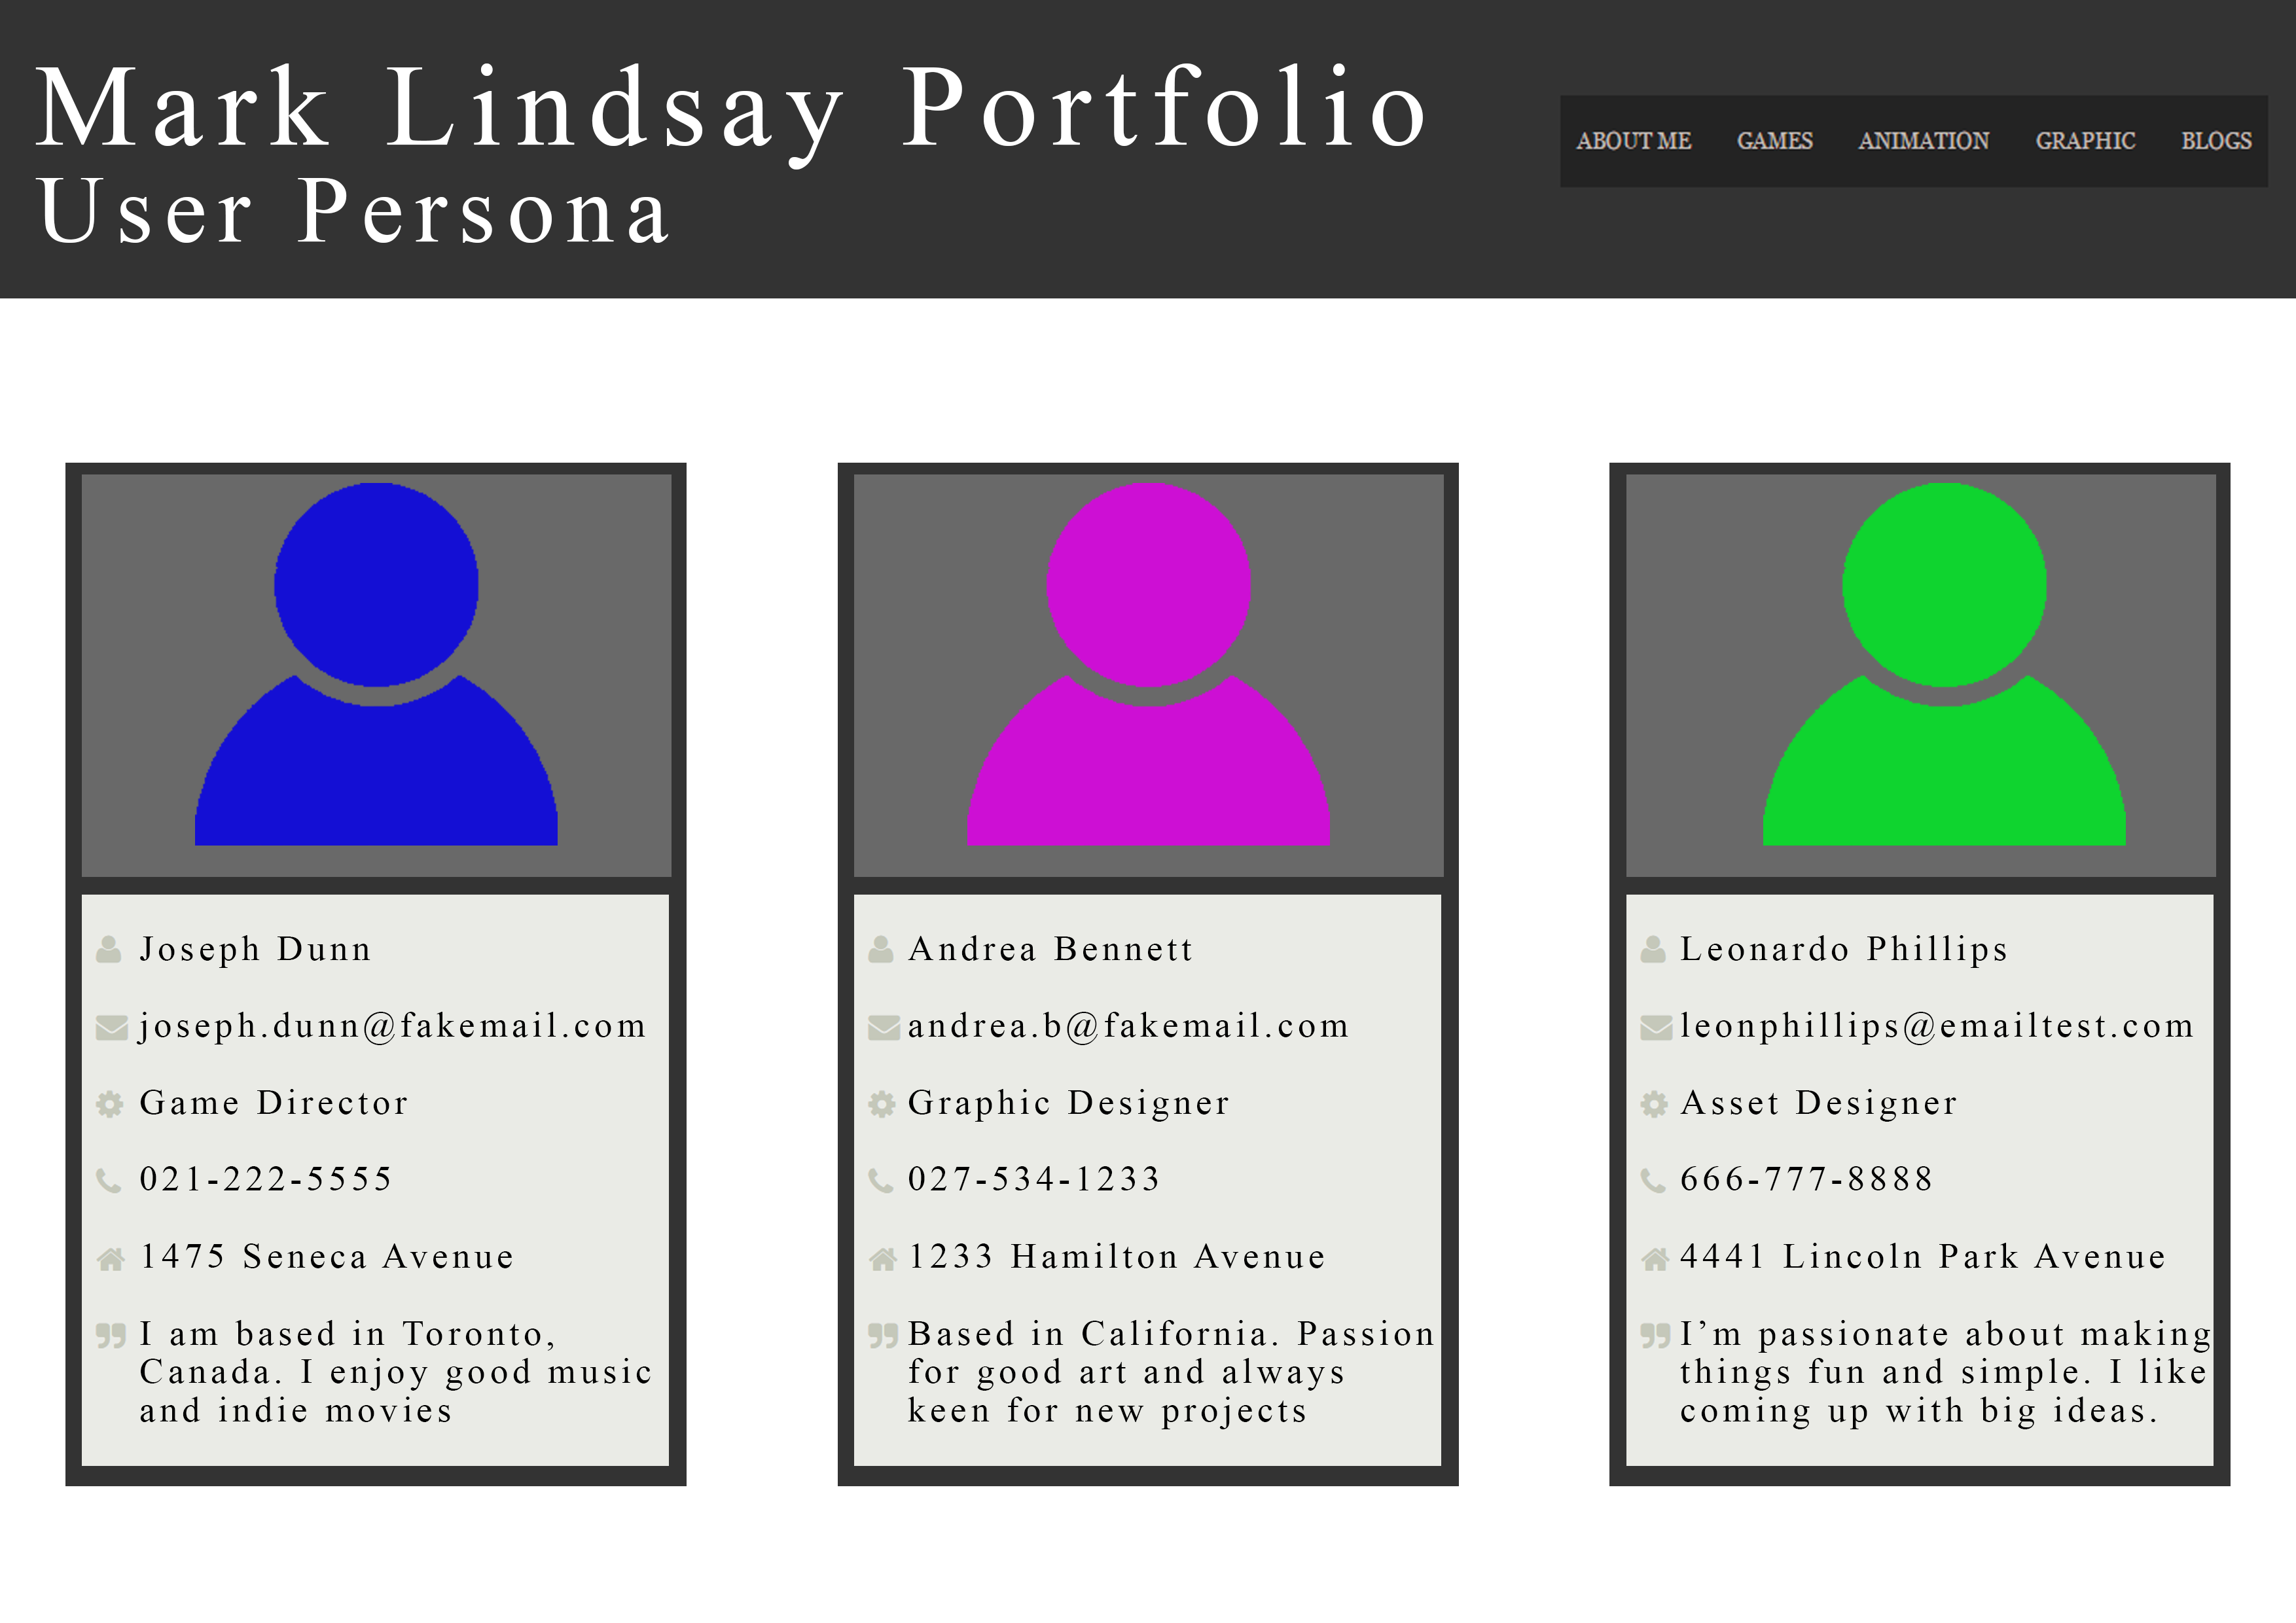 Mark Lindsay Portfolio
User Persona
ABOUT ME GAMES ANIMATION GRAPHIC BLOGS
Joseph Dunn
joseph.dunn@fakemail.com
Game Director
021-222-5555
1475 Seneca Avenue
I am based in Toronto,
Canada. I enjoy good music
and indie movies
Andrea Bennett
andrea.b@fakemail.com
Graphic Designer
027-534-1233
1233 Hamilton Avenue
Based in California. Passion
for good art and always
keen for new projects
Leonardo Phillips
leonphillips@emailtest.com
Asset Designer
666-777-8888
4441 Lincoln Park Avenue
I’m passionate about making
things fun and simple. I like
coming up with big ideas.